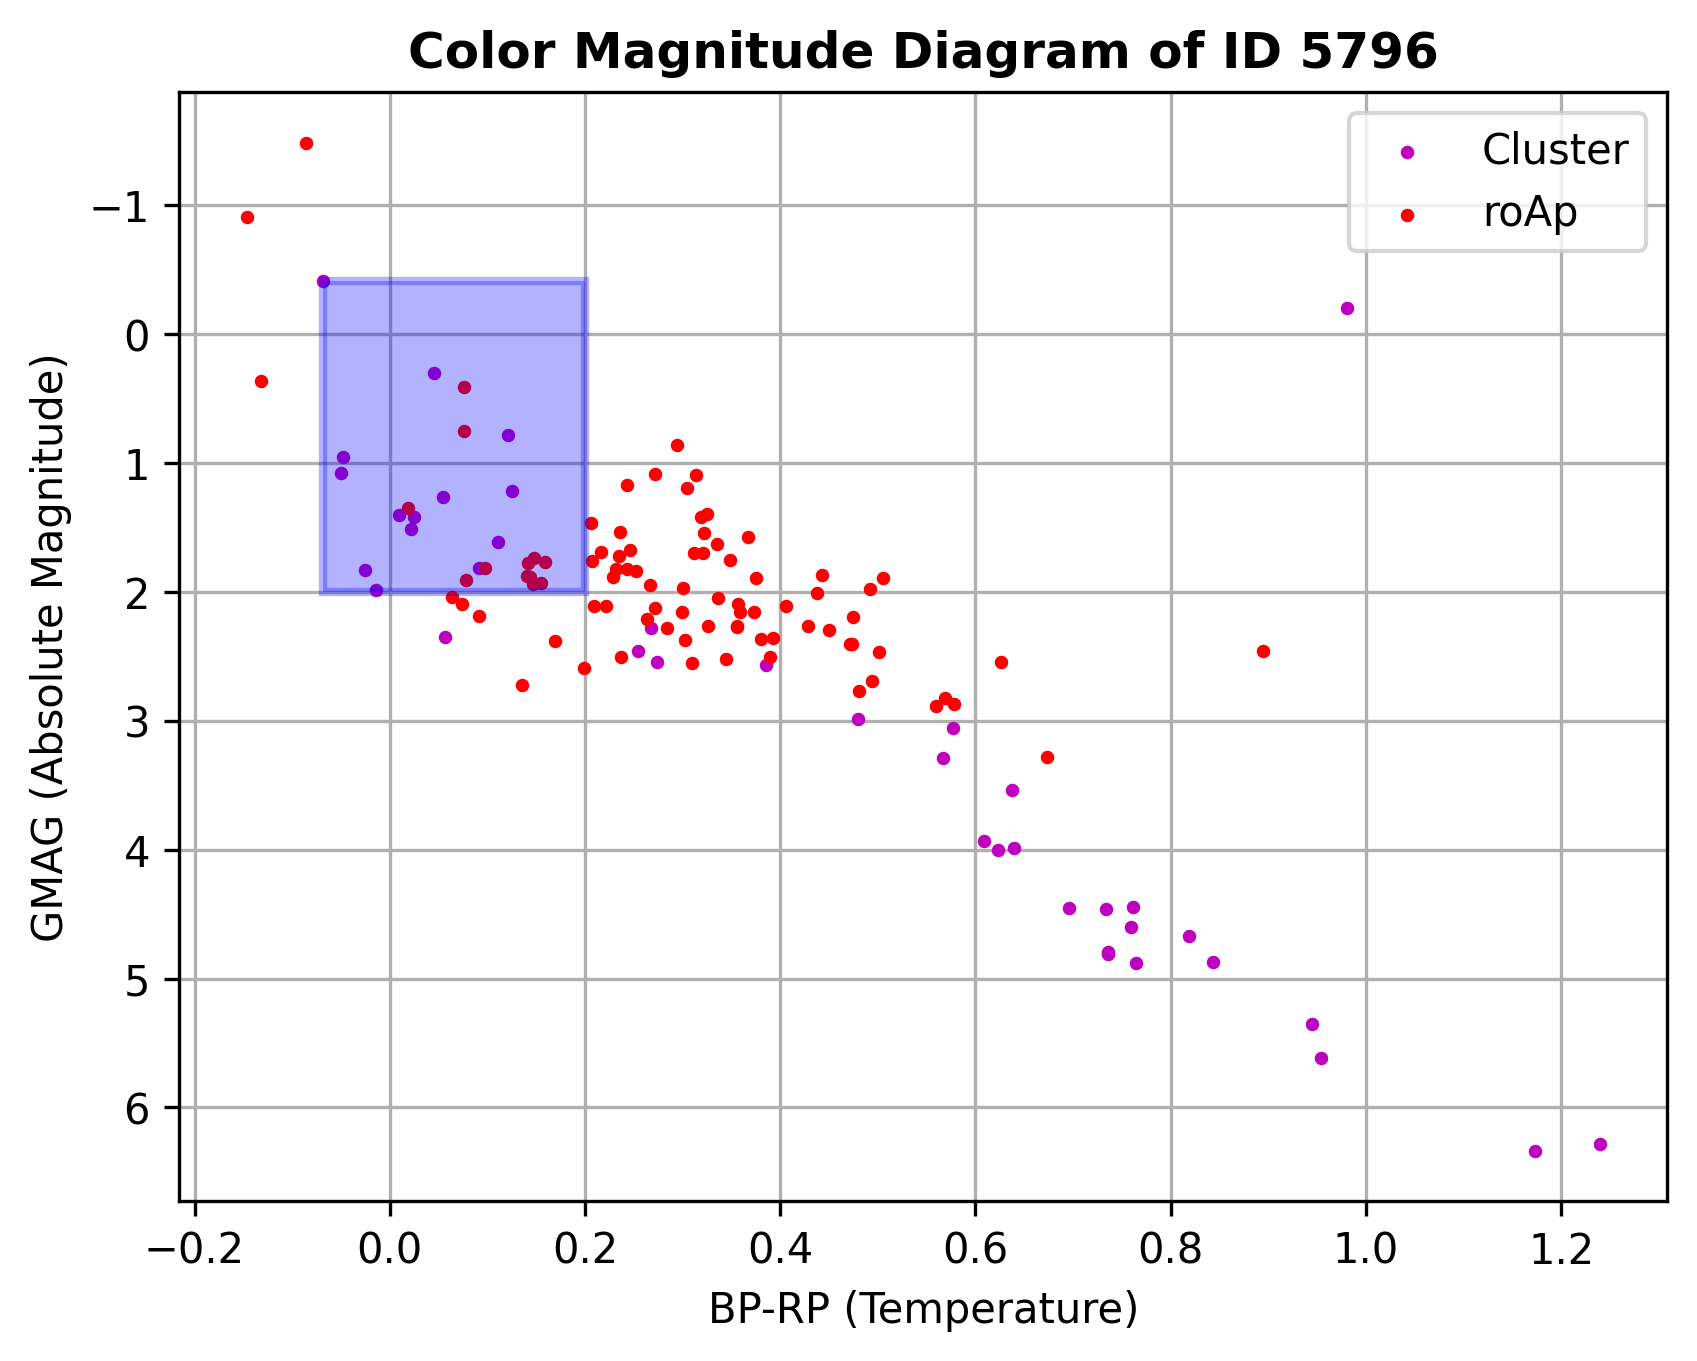 Color Magnitude Diagram of ID 5796
Cluster
roAp
GMAG (Absolute Magnitude)
−1
0
1
2
3
4
5
6
−0.2 0.0 0.2 0.4 0.6 0.8 1.0 1.2
BP-RP (Temperature)